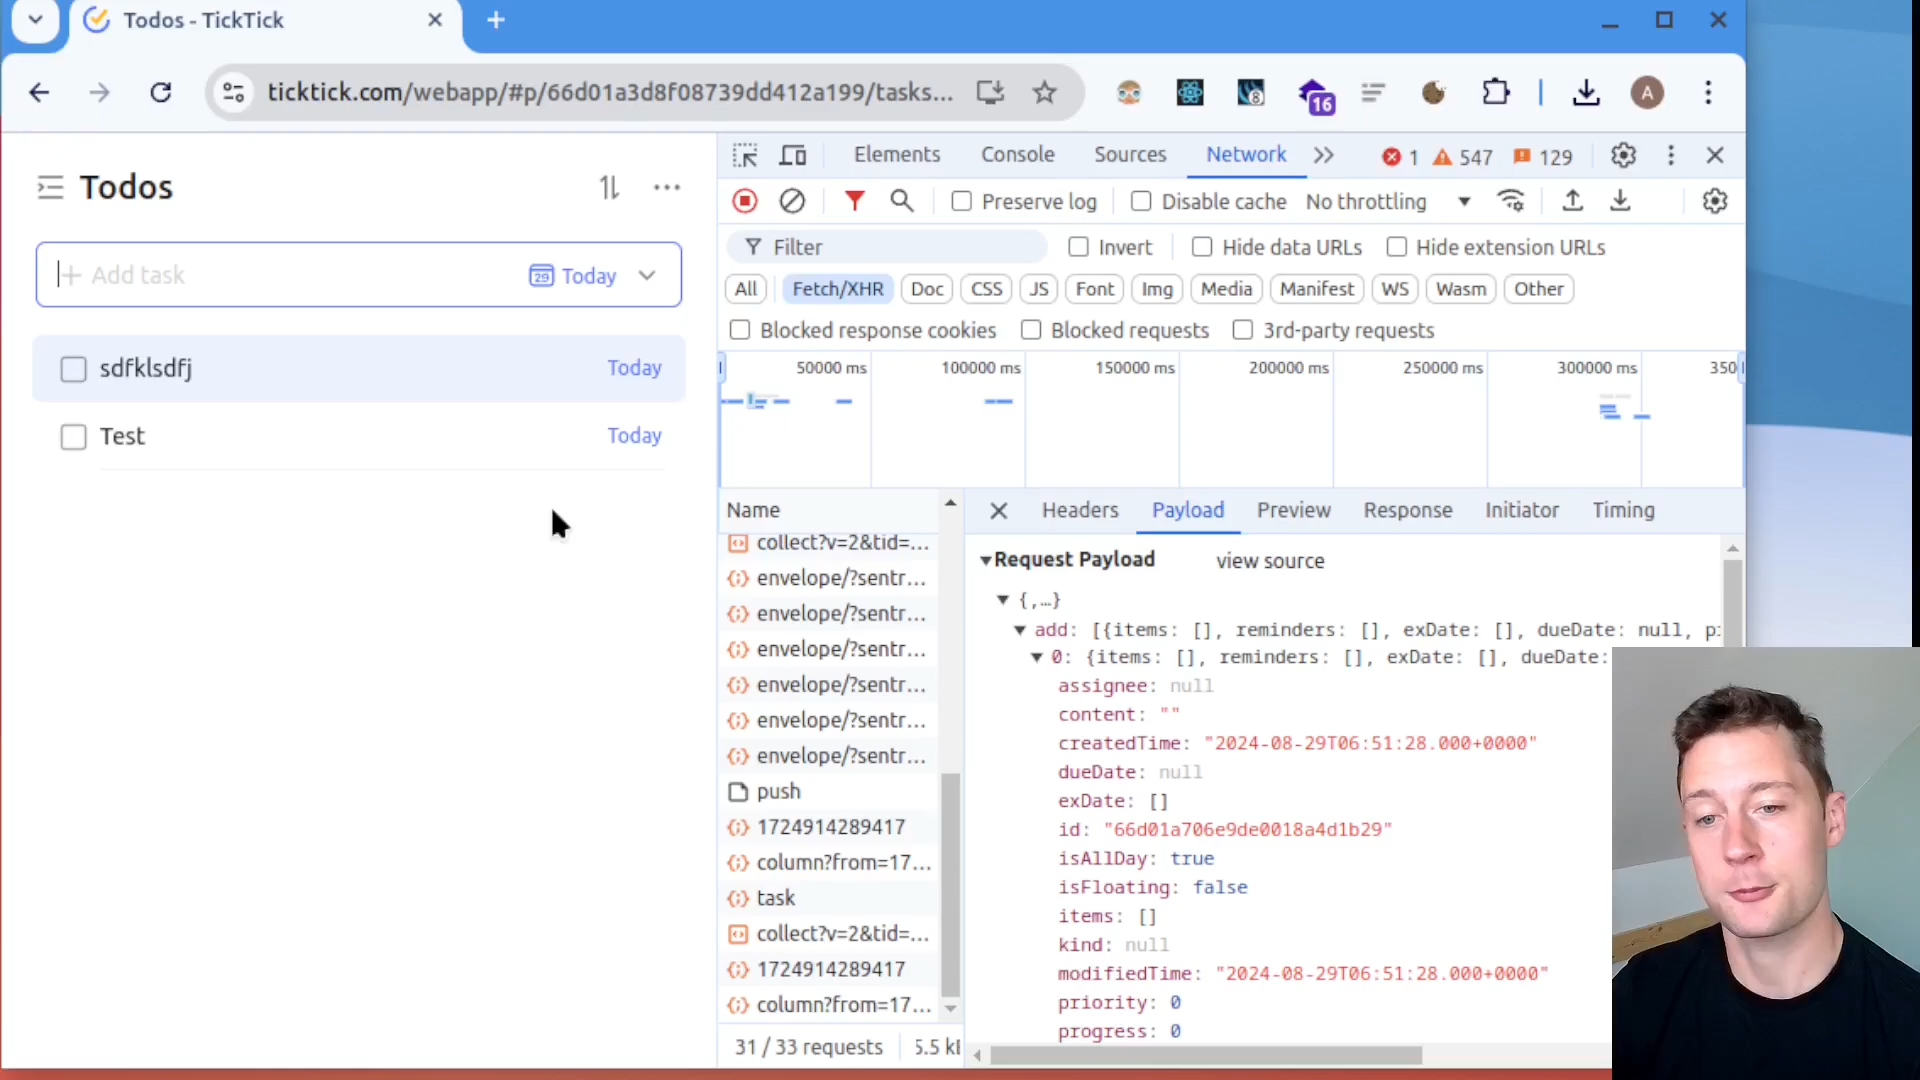 Todos - TickTick
ticktick.com/webapp/#p/66d01a3d8f08739dd412a199/tasks...
8
16
A
Todos
Add task
29
Today
sdfklsdfj
Today
Test
Today
Elements
Console
Sources
Network
1
547
129
Preserve log
Disable cache
No throttling
Filter
Invert
Hide data URLs
Hide extension URLs
All
Fetch/XHR
Doc
CSS
JS
Font
Img
Media
Manifest
WS
Wasm
Other
Blocked response cookies
Blocked requests
3rd-party requests
50000 ms
100000 ms
150000 ms
200000 ms
250000 ms
300000 ms
350
Name
collect?v=2&tid=...
envelope/?sentr...
envelope/?sentr...
envelope/?sentr...
envelope/?sentr...
envelope/?sentr...
envelope/?sentr...
push
1724914289417
column?from=17...
task
collect?v=2&tid=...
1724914289417
column?from=17...
31 / 33 requests
5.5 k
Headers
Payload
Preview
Response
Initiator
Timing
Request Payload
view source
{,…}
add: [{items: [], reminders: [], exDate: [], dueDate: null, p
0: {items: [], reminders: [], exDate: [], dueDate:
assignee: null
content: ""
createdTime: "2024-08-29T06:51:28.000+0000"
dueDate: null
exDate: []
id: "66d01a706e9de0018a4d1b29"
isAllDay: true
isFloating: false
items: []
kind: null
modifiedTime: "2024-08-29T06:51:28.000+0000"
priority: 0
progress: 0